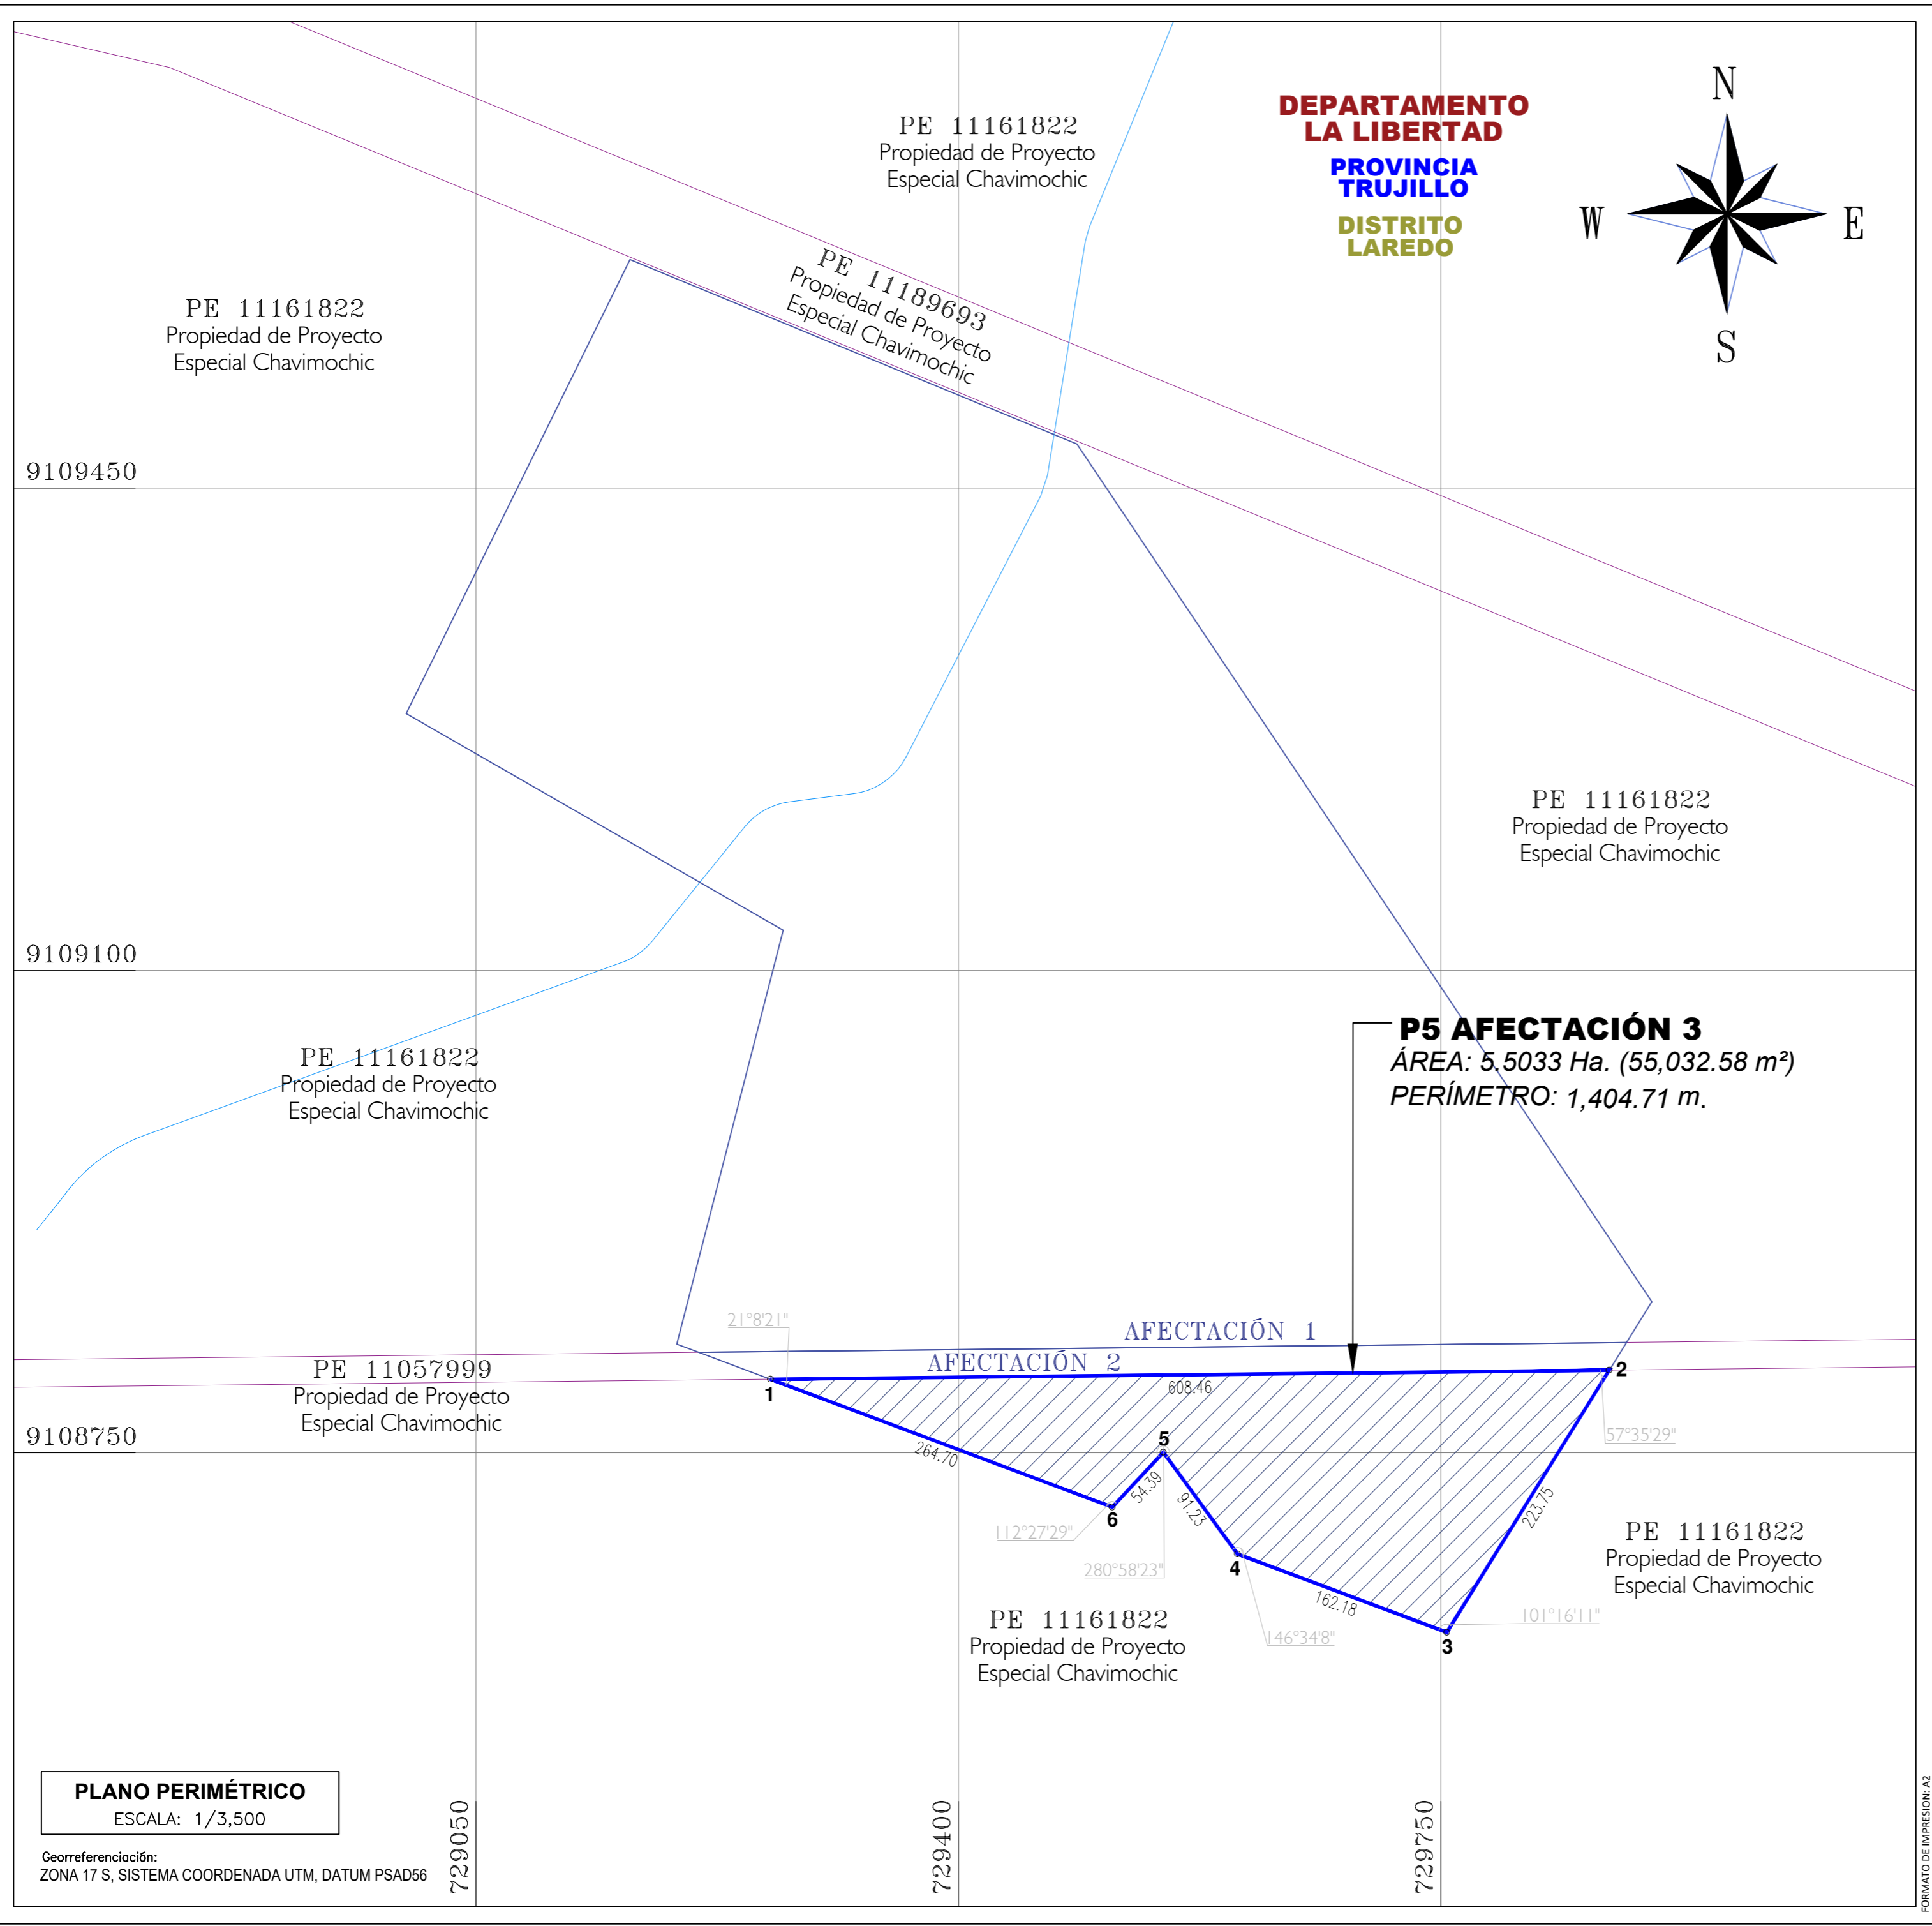 PE 11161822
Propiedad de Proyecto
Especial Chavimochic
DEPARTAMENTO
LA LIBERTAD
PROVINCIA
TRUJILLO
DISTRITO
LAREDO
N
W
E
S
PE 11161822
Propiedad de Proyecto
Especial Chavimochic
PE 11189693
Propiedad de Proyecto
Especial Chavimochic
9109450
PE 11161822
Propiedad de Proyecto
Especial Chavimochic
9109100
P5 AFECTACIÓN 3
ÁREA: 5.5033 Ha. (55,032.58 m²)
PERÍMETRO: 1,404.71 m.
PE 11161822
Propiedad de Proyecto
Especial Chavimochic
21°8'21"
AFECTACIÓN 1
AFECTACIÓN 2
PE 11057999
Propiedad de Proyecto
Especial Chavimochic
1
608.46
2
9108750
264.70
5
57°35'29"
54.39
91.23
223.75
6
112°27'29"
280°58'23"
4
162.18
146°34'8"
101°16'11"
3
PE 11161822
Propiedad de Proyecto
Especial Chavimochic
PE 11161822
Propiedad de Proyecto
Especial Chavimochic
PLANO PERIMÉTRICO
ESCALA: 1/3,500
Georreferenciación:
ZONA 17 S, SISTEMA COORDENADA UTM, DATUM PSAD56
729050
729400
729750
FORMATO DE IMPRESION: A2